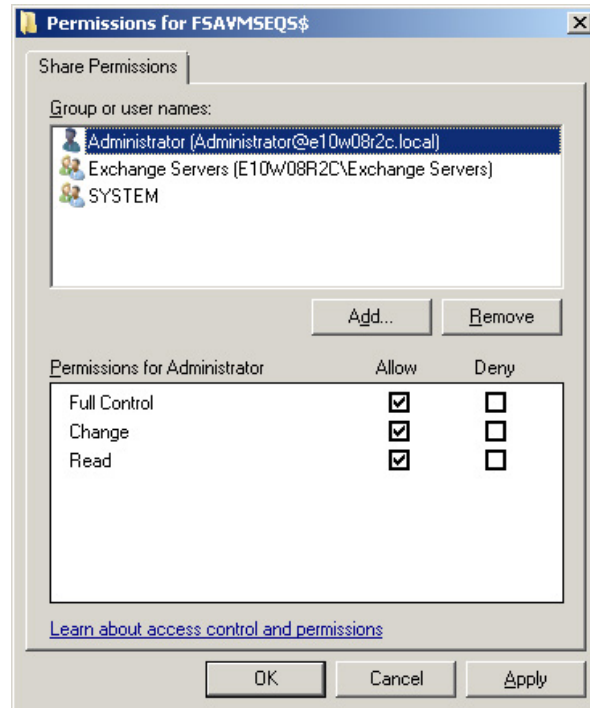 Permissions for FSAVMSEQS$
Share Permissions
Group or user names:
Administrator (Administrator@e10w08r2c.local)
Exchange Servers (E10W08R2C\Exchange Servers)
SYSTEM
Add... Remove
Permissions for Administrator Allow Deny
Full Control
Change
Read
Learn about access control and permissions
OK Cancel Apply